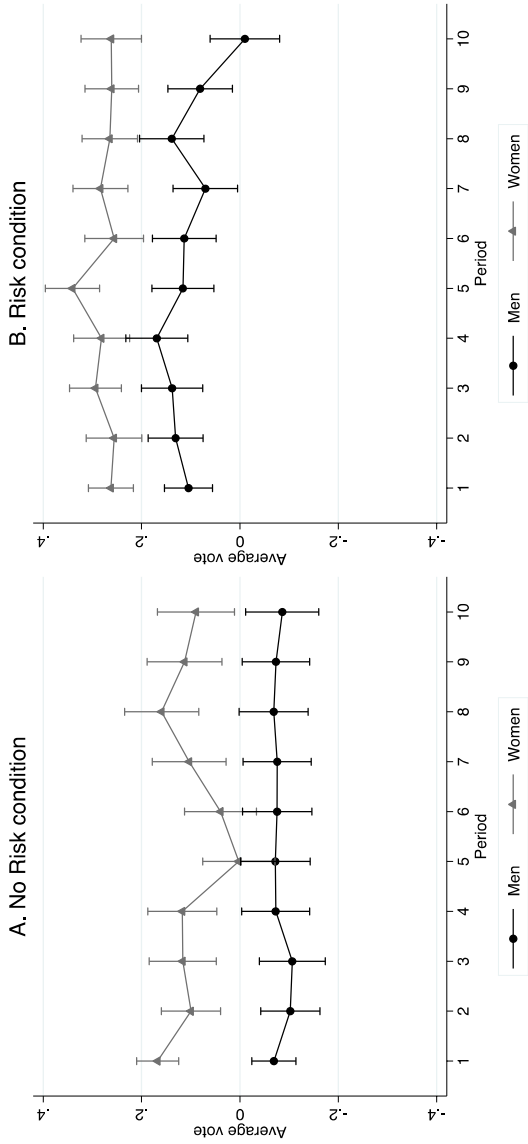 A. No Risk condition
Average vote
.4
.2
0
-.2
-.4
1 2 3 4 5 6 7 8 9 10
Period
Men Women
B. Risk condition
Average vote
.4
.2
0
-.2
-.4
1 2 3 4 5 6 7 8 9 10
Period
Men Women